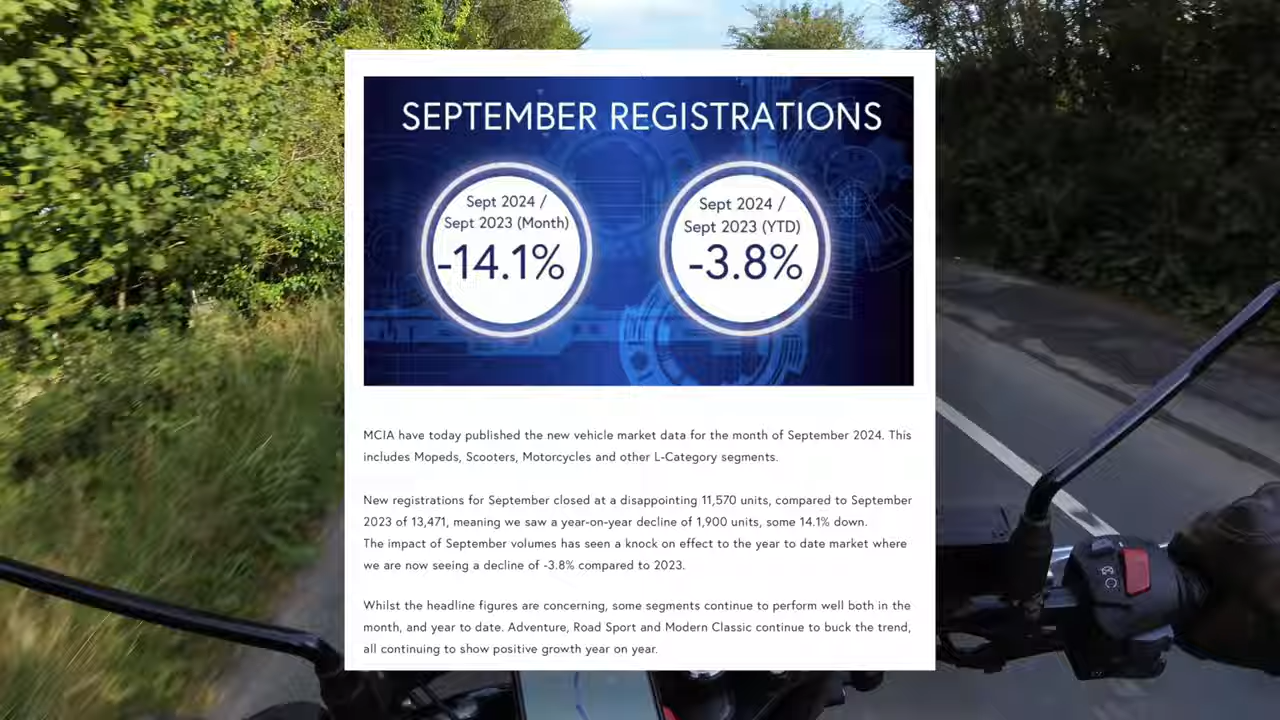 SEPTEMBER REGISTRATIONS
Sept 2024 /
Sept 2023 (Month)
-14.1%
Sept 2024 /
Sept 2023 (YTD)
-3.8%
MCIA have today published the new vehicle market data for the month of September 2024. This
includes Mopeds, Scooters, Motorcycles and other L-Category segments.
New registrations for September closed at a disappointing 11,570 units, compared to September
2023 of 13,471, meaning we saw a year-on-year decline of 1,900 units, some 14.1% down.
The impact of September volumes has seen a knock on effect to the year to date market where
we are now seeing a decline of -3.8% compared to 2023.
Whilst the headline figures are concerning, some segments continue to perform well both in the
month, and year to date. Adventure, Road Sport and Modern Classic continue to buck the trend,
all continuing to show positive growth year on year.